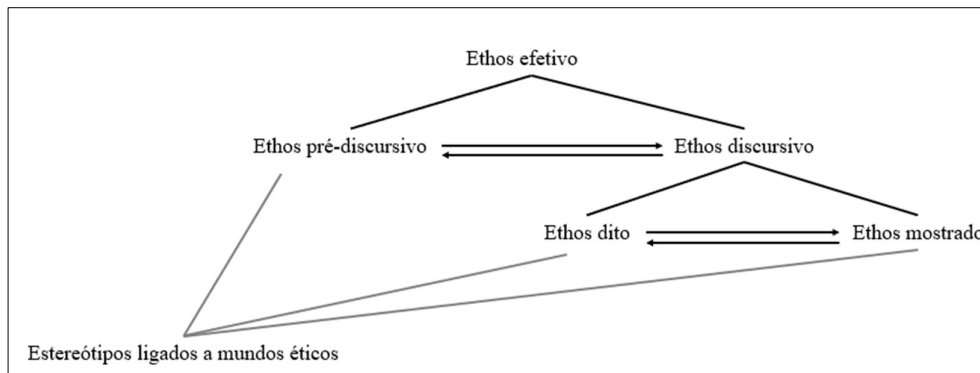 Ethos efetivo
Ethos pré-discursivo
Ethos discursivo
Ethos dito
Ethos mostrado
Estereótipos ligados a mundos éticos